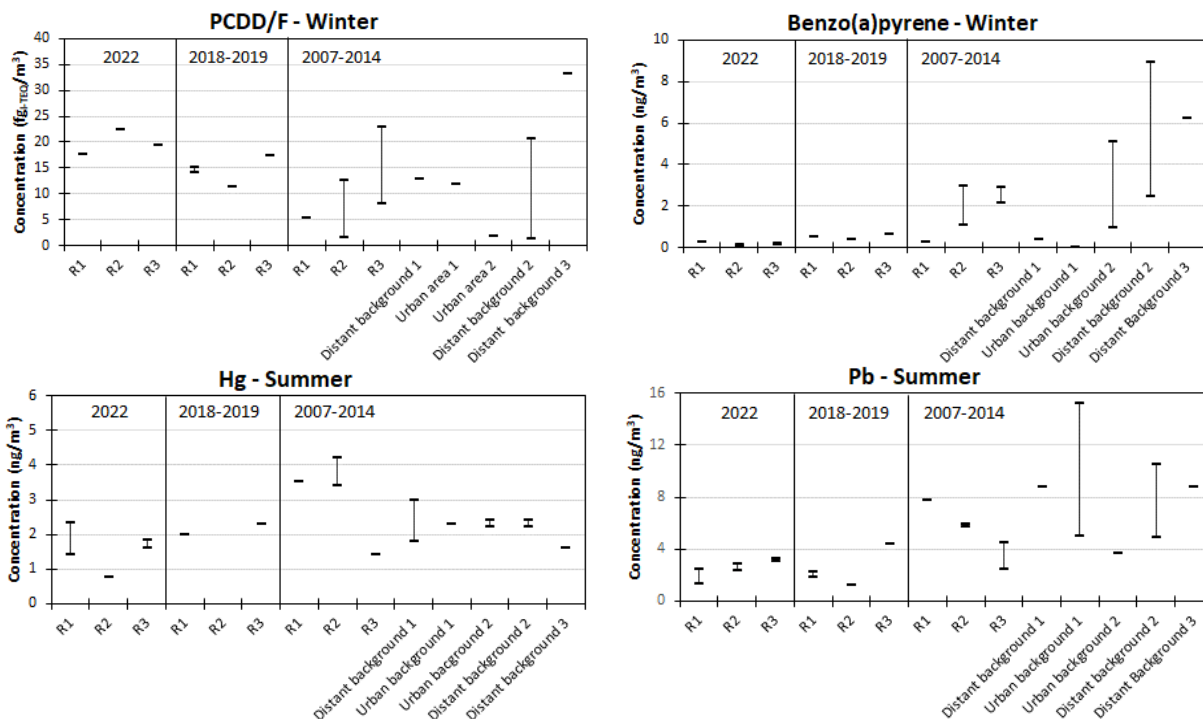 PCDD/F - Winter
Concentration (fgI-TEQ/m³)
40
35
30
25
20
15
10
5
0
2022
2018-2019
2007-2014
R1
R2
R3
R1
R2
R3
R1
R2
R3
Distant background 1
Urban area 1
Urban area 2
Distant background 2
Distant background 3
Benzo(a)pyrene - Winter
Concentration (ng/m³)
10
8
6
4
2
0
2022
2018-2019
2007-2014
R1
R2
R3
R1
R2
R3
R1
R2
R3
Distant background 1
Urban background 1
Urban background 2
Distant background 2
Distant Background 3
Hg - Summer
Concentration (ng/m³)
6
5
4
3
2
1
0
2022
2018-2019
2007-2014
R1
R2
R3
R1
R2
R3
R1
R2
R3
Distant background 1
Urban background 1
Urban bacground 2
Distant background 2
Distant background 3
Pb - Summer
Concentration (ng/m³)
16
12
8
4
0
2022
2018-2019
2007-2014
R1
R2
R3
R1
R2
R3
R1
R2
R3
Distant background 1
Urban background 1
Urban background 2
Distant background 2
Distant Background 3